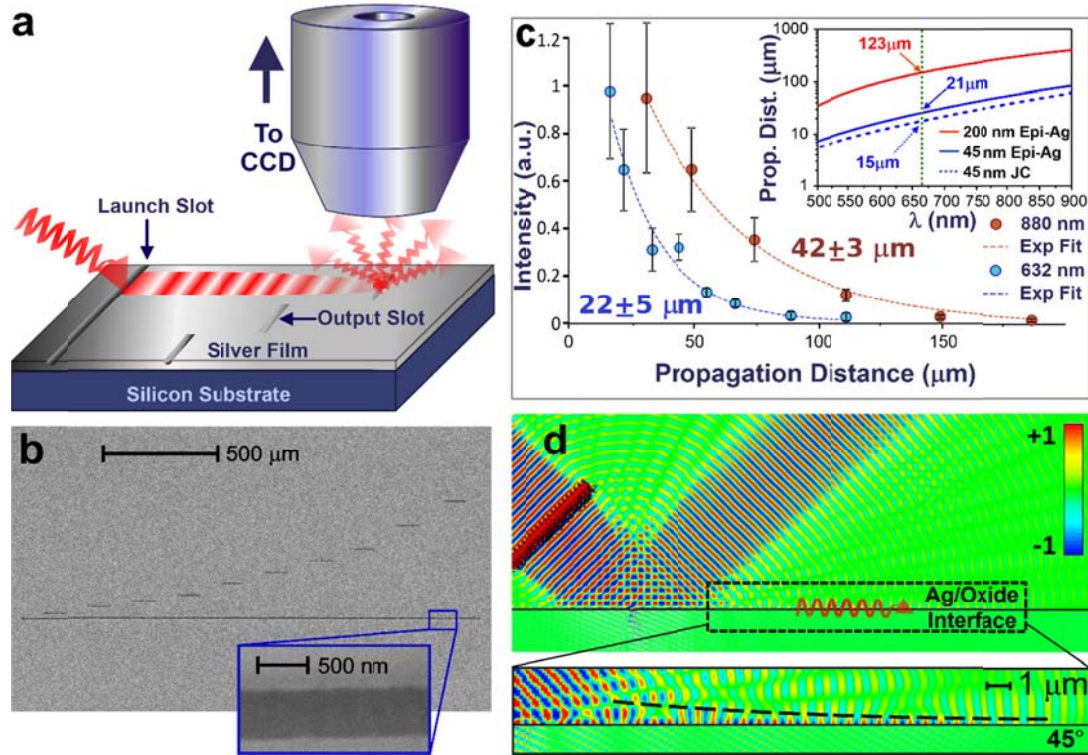 a
To
CCD
Launch Slot
Output Slot
Silver Film
Silicon Substrate
b
500 μm
500 nm
c
1.2
1
0.8
0.6
0.4
0.2
0
Intensity (a.u.)
0
50
100
150
Propagation Distance (μm)
22±5 μm
42±3 μm
880 nm
Exp Fit
632 nm
Exp Fit
1000
100
10
1
Prop. Dist. (μm)
500 550 600 650 700 750 800 850 900
λ (nm)
123μm
21μm
15μm
200 nm Epi-Ag
45 nm Epi-Ag
45 nm JC
d
+1
-1
Ag/Oxide
Interface
1 μm
45°